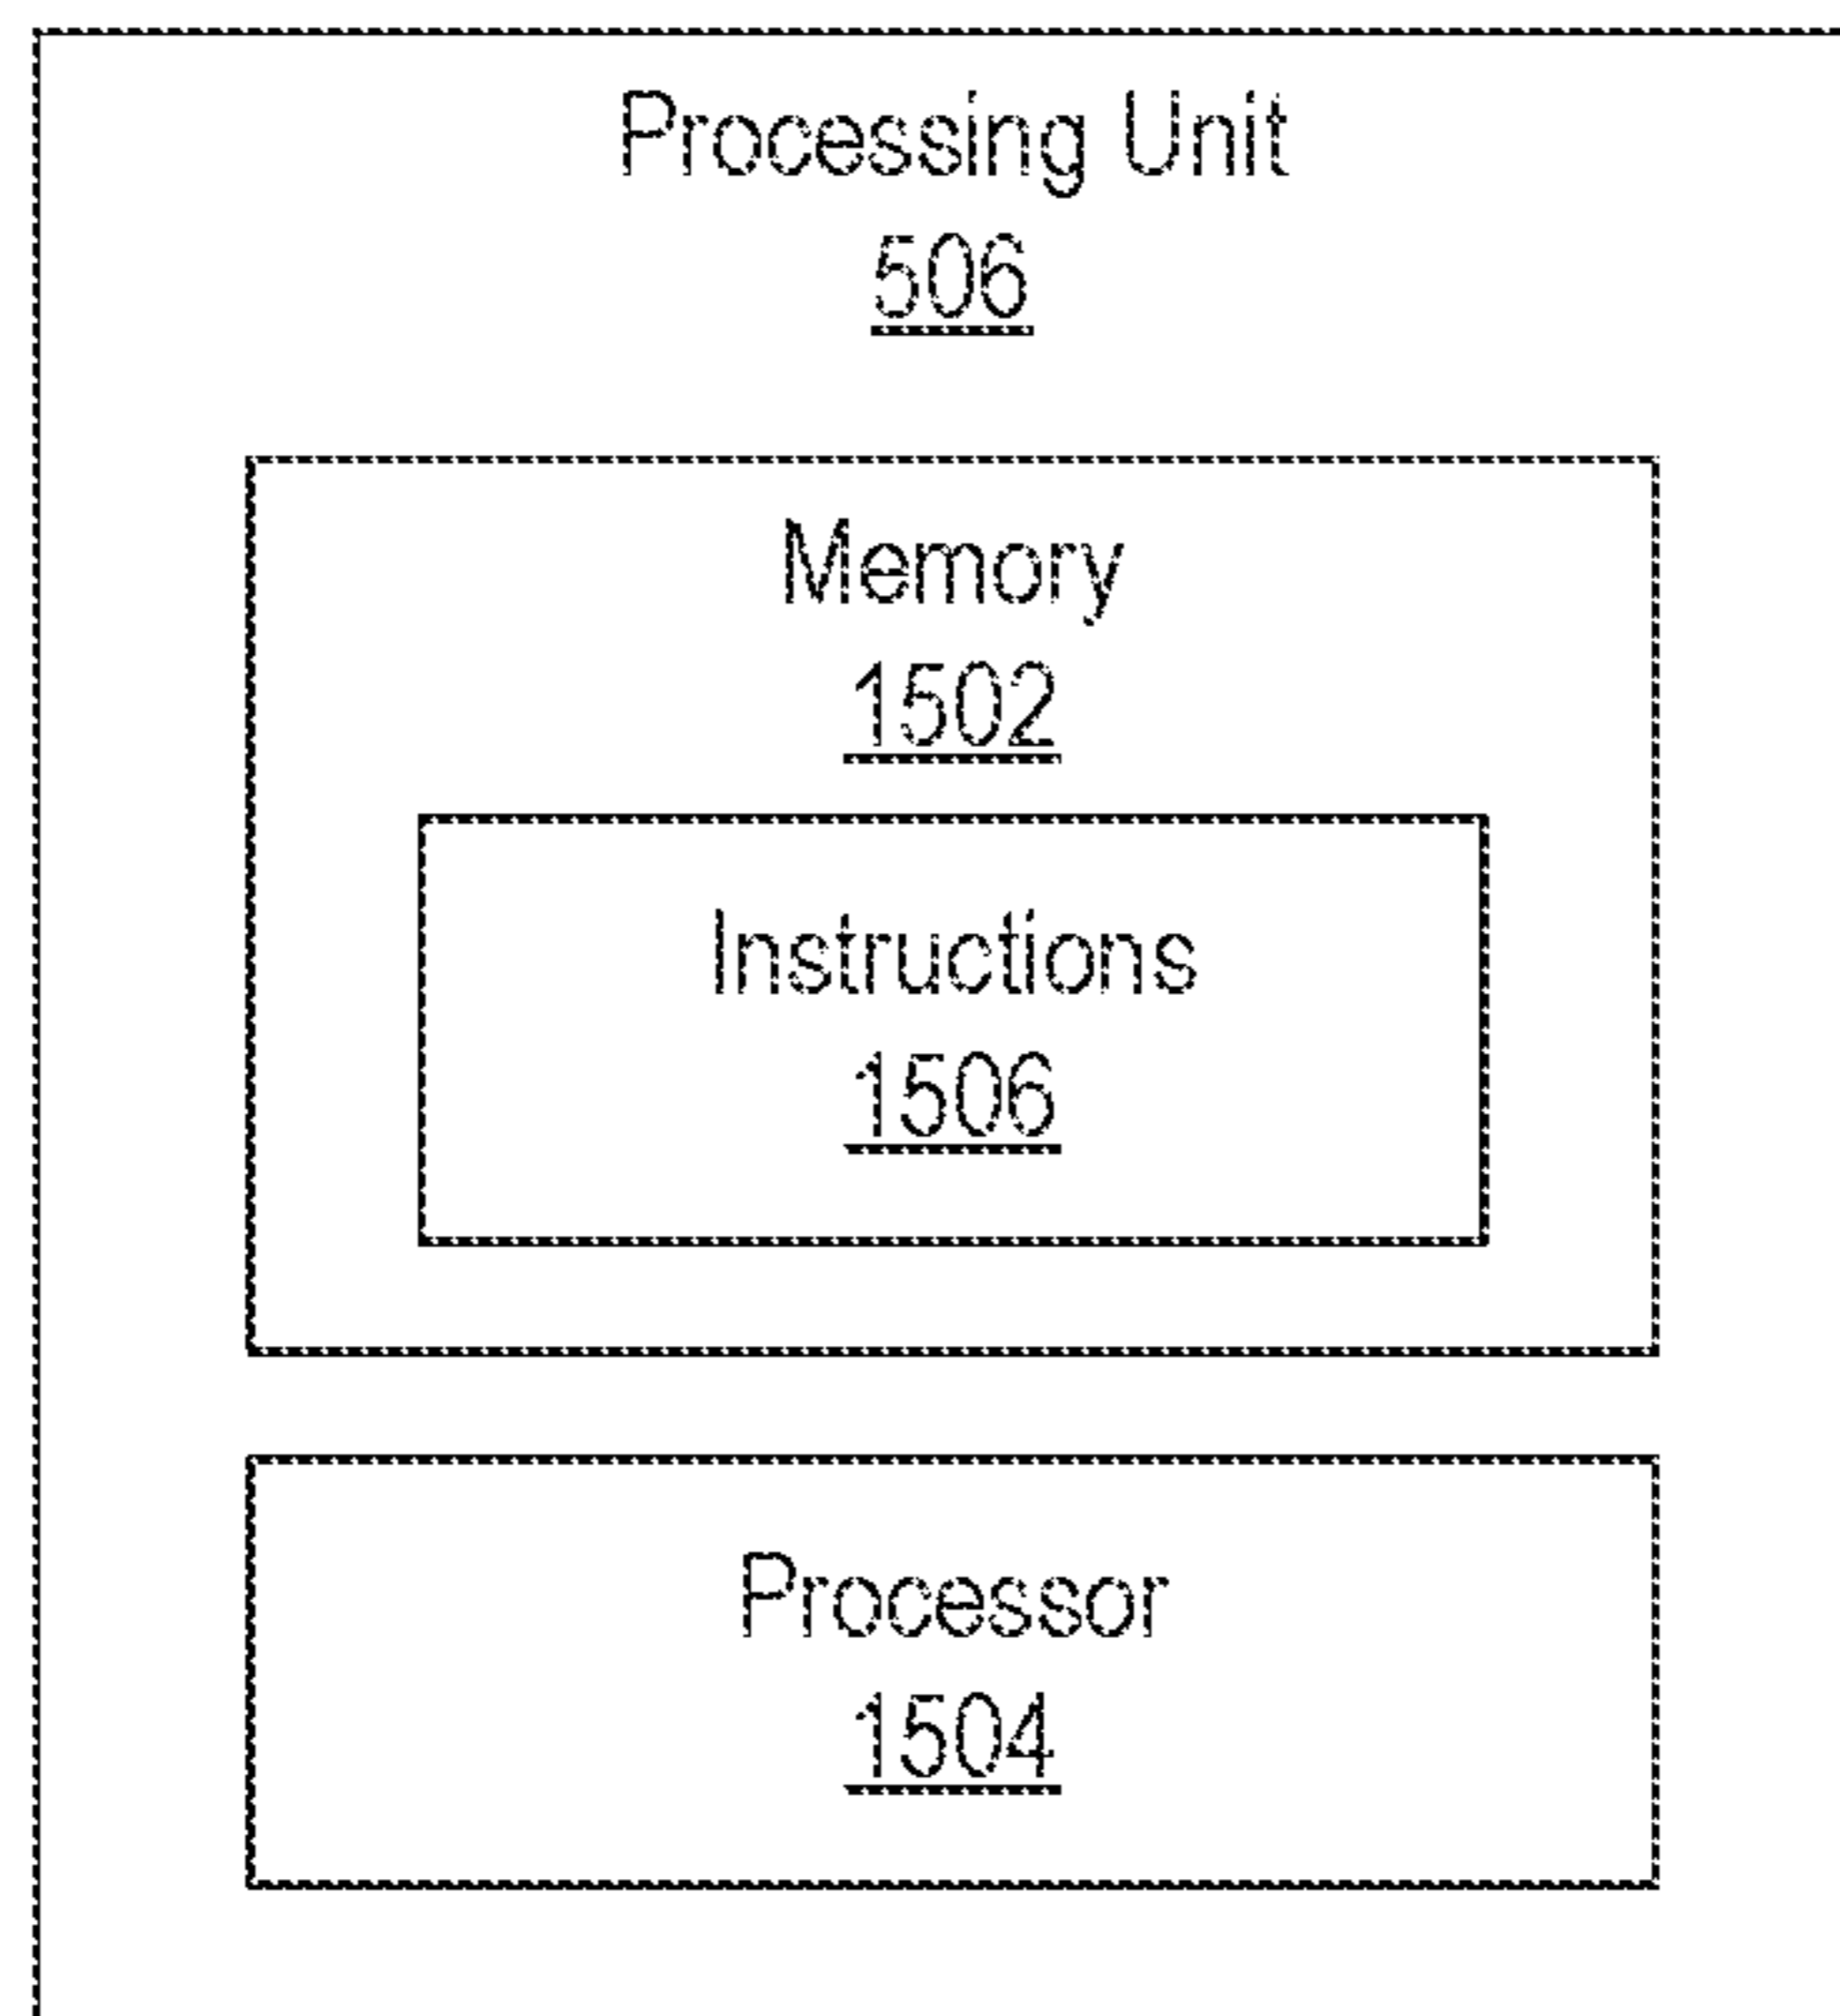 Processing Unit
506
Memory
1502
Instructions
1506
Processor
1504